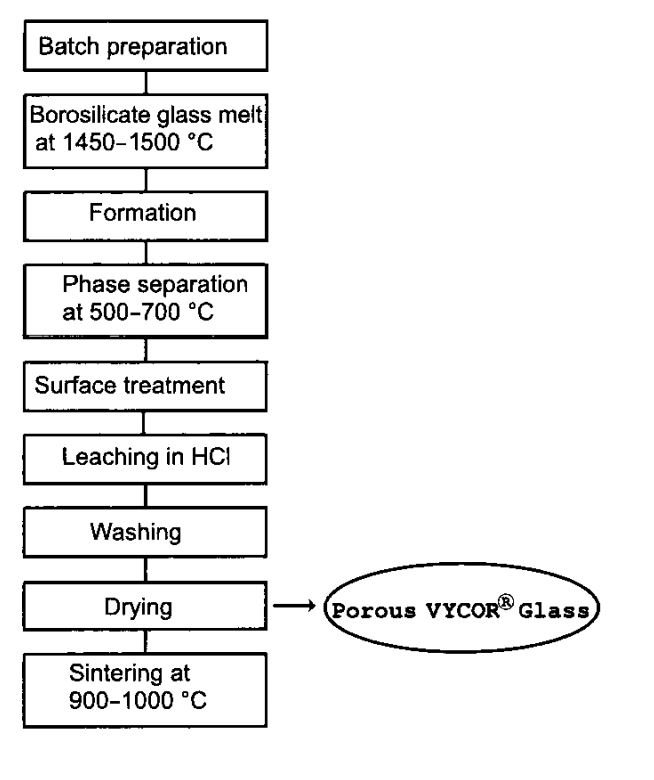 Batch preparation
Borosilicate glass melt
at 1450–1500 °C
Formation
Phase separation
at 500–700 °C
Surface treatment
Leaching in HCl
Washing
Drying
Porous VYCOR® Glass
Sintering at
900–1000 °C